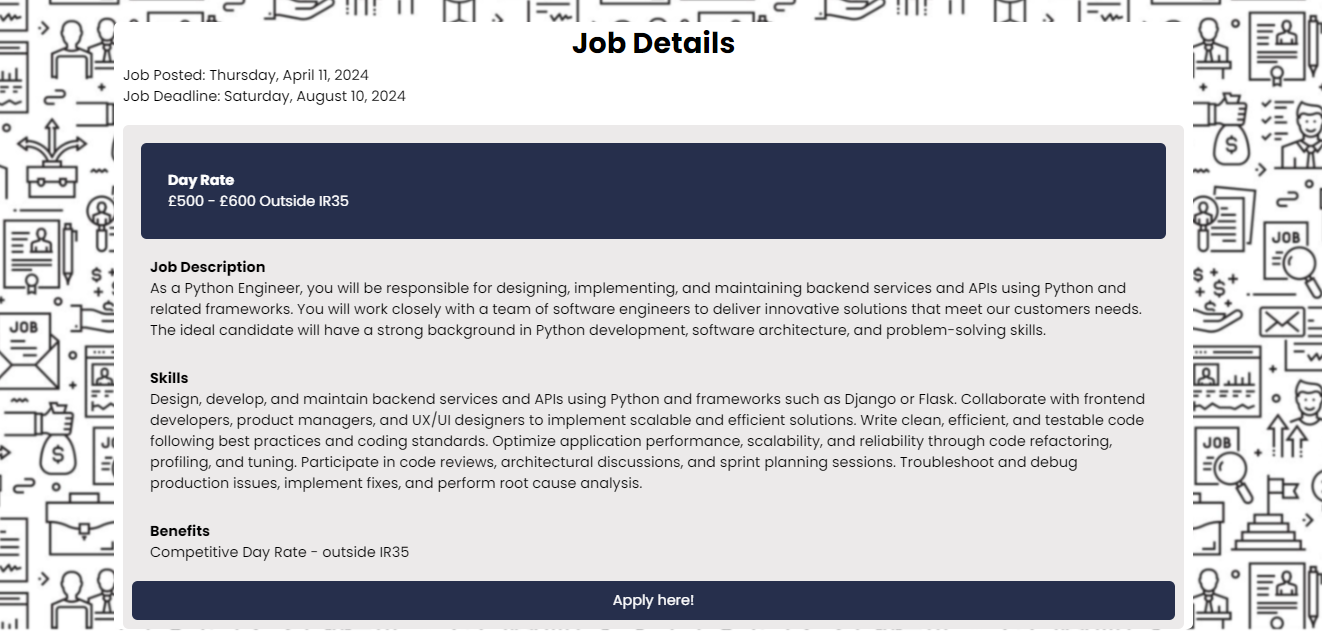 Job Details
Job Posted: Thursday, April 11, 2024
Job Deadline: Saturday, August 10, 2024
Day Rate
£500 - £600 Outside IR35
Job Description
As a Python Engineer, you will be responsible for designing, implementing, and maintaining backend services and APIs using Python and
related frameworks. You will work closely with a team of software engineers to deliver innovative solutions that meet our customers needs.
The ideal candidate will have a strong background in Python development, software architecture, and problem-solving skills.
Skills
Design, develop, and maintain backend services and APIs using Python and frameworks such as Django or Flask. Collaborate with frontend
developers, product managers, and UX/UI designers to implement scalable and efficient solutions. Write clean, efficient, and testable code
following best practices and coding standards. Optimize application performance, scalability, and reliability through code refactoring,
profiling, and tuning. Participate in code reviews, architectural discussions, and sprint planning sessions. Troubleshoot and debug
production issues, implement fixes, and perform root cause analysis.
Benefits
Competitive Day Rate - outside IR35
Apply here!
JOB
JOB
JOB